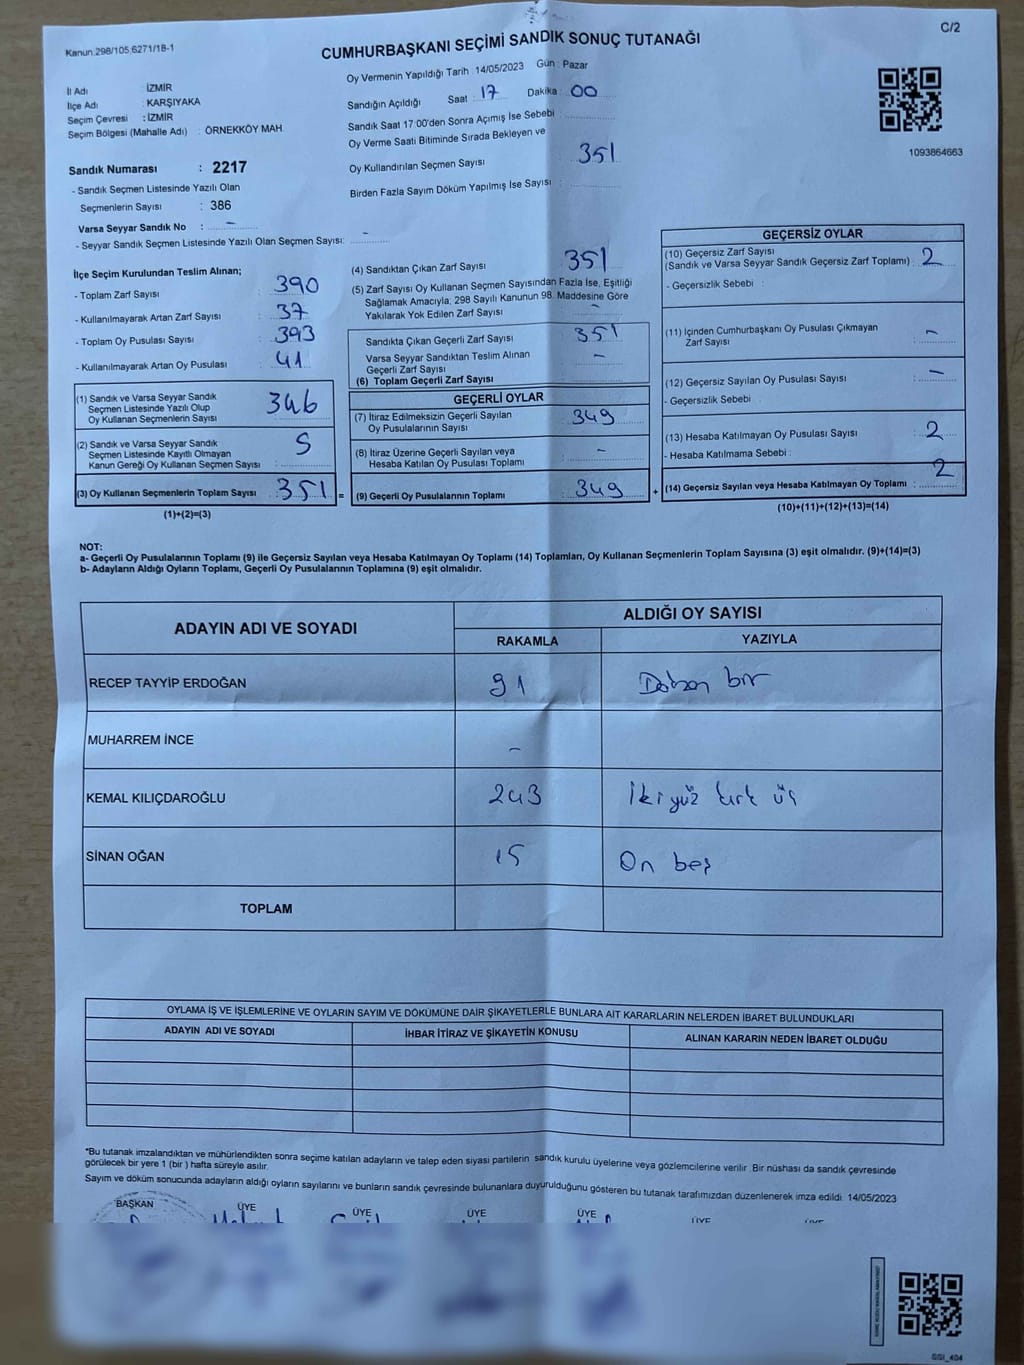 C/2
Kanun.298/105,6271/18-1
CUMHURBAŞKANI SEÇİMİ SANDIK SONUÇ TUTANAĞI
İl Adı : İZMİR
İlçe Adı : KARŞIYAKA
Seçim Çevresi : İZMİR
Seçim Bölgesi (Mahalle Adı) : ÖRNEKKÖY MAH.
Sandık Numarası : 2217
- Sandık Seçmen Listesinde Yazılı Olan
Seçmenlerin Sayısı : 386
Varsa Seyyar Sandık No : -
- Seyyar Sandık Seçmen Listesinde Yazılı Olan Seçmen Sayısı: -
Oy Vermenin Yapıldığı Tarih : 14/05/2023 Gün : Pazar
Sandığın Açıldığı Saat : 17 Dakika : 00
Sandık Saat 17:00'den Sonra Açımış İse Sebebi :
Oy Verme Saati Bitiminde Sırada Bekleyen ve
Oy Kullandırılan Seçmen Sayısı : 351
Birden Fazla Sayım Döküm Yapılmış İse Sayısı :
1093864663
İlçe Seçim Kurulundan Teslim Alınan;
- Toplam Zarf Sayısı : 390
- Kullanılmayarak Artan Zarf Sayısı : 37
- Toplam Oy Pusulası Sayısı : 393
- Kullanılmayarak Artan Oy Pusulası : 41
(1) Sandık ve Varsa Seyyar Sandık
Seçmen Listesinde Yazılı Olup
Oy Kullanan Seçmenlerin Sayısı : 346
(2) Sandık ve Varsa Seyyar Sandık
Seçmen Listesinde Kayıtlı Olmayan
Kanun Gereği Oy Kullanan Seçmen Sayısı : 5
(3) Oy Kullanan Seçmenlerin Toplam Sayısı : 351 =
(1)+(2)=(3)
(4) Sandıktan Çıkan Zarf Sayısı : 351
(5) Zarf Sayısı Oy Kullanan Seçmen Sayısından Fazla İse, Eşitliği
Sağlamak Amacıyla; 298 Sayılı Kanunun 98. Maddesine Göre
Yakılarak Yok Edilen Zarf Sayısı : -
Sandıkta Çıkan Geçerli Zarf Sayısı : 351
Varsa Seyyar Sandıktan Teslim Alınan
Geçerli Zarf Sayısı : -
(6) Toplam Geçerli Zarf Sayısı :
GEÇERLİ OYLAR
(7) İtiraz Edilmeksizin Geçerli Sayılan
Oy Pusulalarının Sayısı : 349
(8) İtiraz Üzerine Geçerli Sayılan veya
Hesaba Katılan Oy Pusulası Toplamı : -
(9) Geçerli Oy Pusulalarının Toplamı : 349 +
GEÇERSİZ OYLAR
(10) Geçersiz Zarf Sayısı
(Sandık ve Varsa Seyyar Sandık Geçersiz Zarf Toplamı) : 2
- Geçersizlik Sebebi :
(11) İçinden Cumhurbaşkanı Oy Pusulası Çıkmayan
Zarf Sayısı : -
(12) Geçersiz Sayılan Oy Pusulası Sayısı : -
- Geçersizlik Sebebi :
(13) Hesaba Katılmayan Oy Pusulası Sayısı : 2
- Hesaba Katılmama Sebebi :
(14) Geçersiz Sayılan veya Hesaba Katılmayan Oy Toplamı : 2
(10)+(11)+(12)+(13)=(14)
NOT:
a- Geçerli Oy Pusulalarının Toplamı (9) ile Geçersiz Sayılan veya Hesaba Katılmayan Oy Toplamı (14) Toplamları, Oy Kullanan Seçmenlerin Toplam Sayısına (3) eşit olmalıdır. (9)+(14)=(3)
b- Adayların Aldığı Oyların Toplamı, Geçerli Oy Pusulalarının Toplamına (9) eşit olmalıdır.
ADAYIN ADI VE SOYADI ALDIĞI OY SAYISI
RAKAMLA YAZIYLA
RECEP TAYYİP ERDOĞAN 91 Doksan bir
MUHARREM İNCE -
KEMAL KILIÇDAROĞLU 243 İkiyüz kırk üç
SİNAN OĞAN 15 On beş
TOPLAM
OYLAMA İŞ VE İŞLEMLERİNE VE OYLARIN SAYIM VE DÖKÜMÜNE DAİR ŞİKAYETLERLE BUNLARA AİT KARARLARIN NELERDEN İBARET BULUNDUKLARI
ADAYIN ADI VE SOYADI İHBAR İTİRAZ VE ŞİKAYETİN KONUSU ALINAN KARARIN NEDEN İBARET OLDUĞU
*Bu tutanak imzalandıktan ve mühürlendikten sonra seçime katılan adayların ve talep eden siyasi partilerin sandık kurulu üyelerine veya gözlemcilerine verilir. Bir nüshası da sandık çevresinde
görülecek bir yere 1 (bir ) hafta süreyle asılır.
Sayım ve döküm sonucunda adayların aldığı oyların sayılarını ve bunların sandık çevresinde bulunanlara duyurulduğunu gösteren bu tutanak tarafımızdan düzenlenerek imza edildi. 14/05/2023
BAŞKAN ÜYE ÜYE ÜYE ÜYE ÜYE